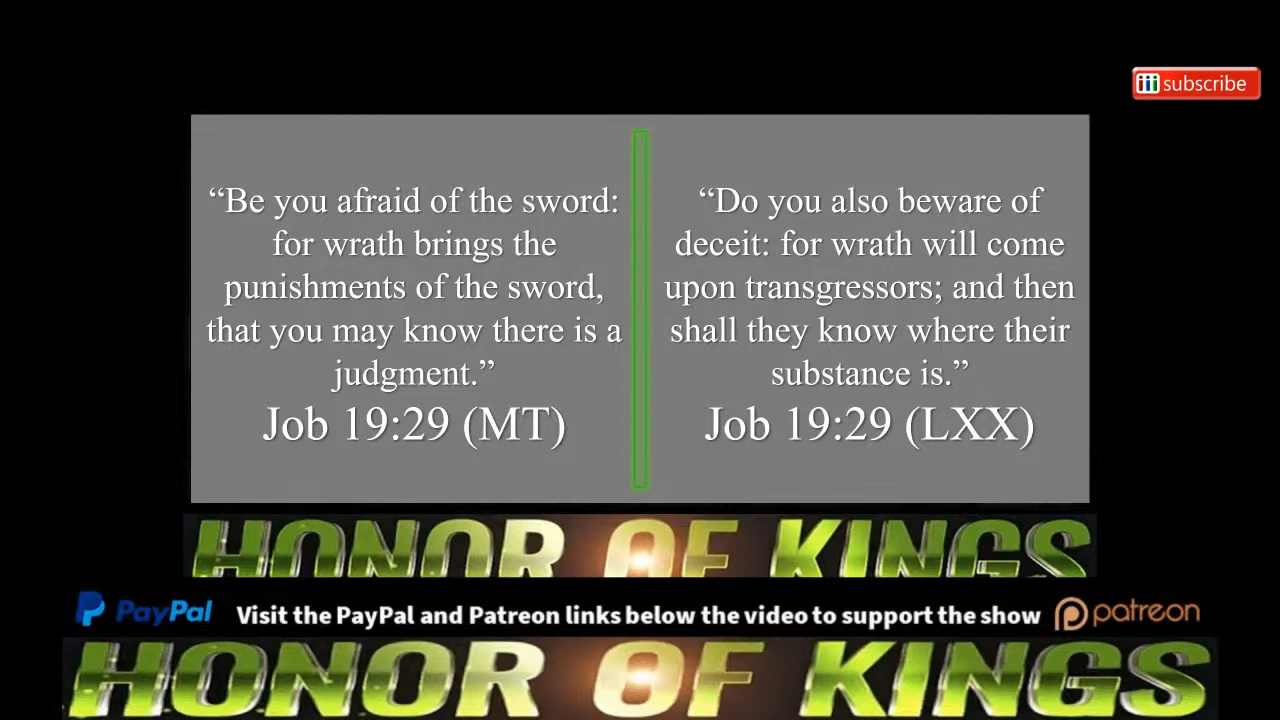 subscribe
“Be you afraid of the sword:
for wrath brings the
punishments of the sword,
that you may know there is a
judgment.”
Job 19:29 (MT)
“Do you also beware of
deceit: for wrath will come
upon transgressors; and then
shall they know where their
substance is.”
Job 19:29 (LXX)
HONOR OF KINGS
PayPal Visit the PayPal and Patreon links below the video to support the show patreon
HONOR OF KINGS